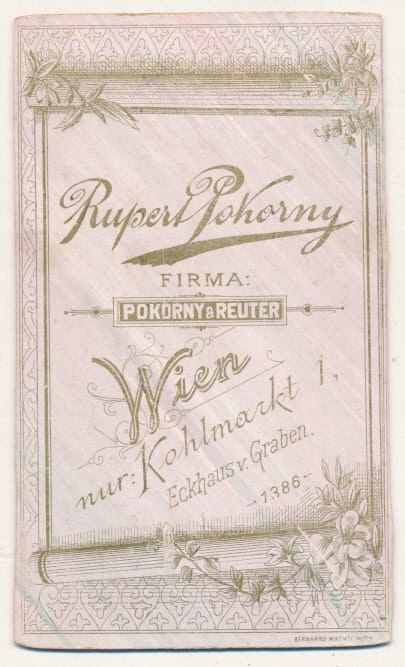 Rupert Pokorny
FIRMA:
POKORNY & REUTER
Wien
nur: Kohlmarkt 1,
Eckhaus v. Graben.
-1386-
BERNHARD WACHTL WIEN